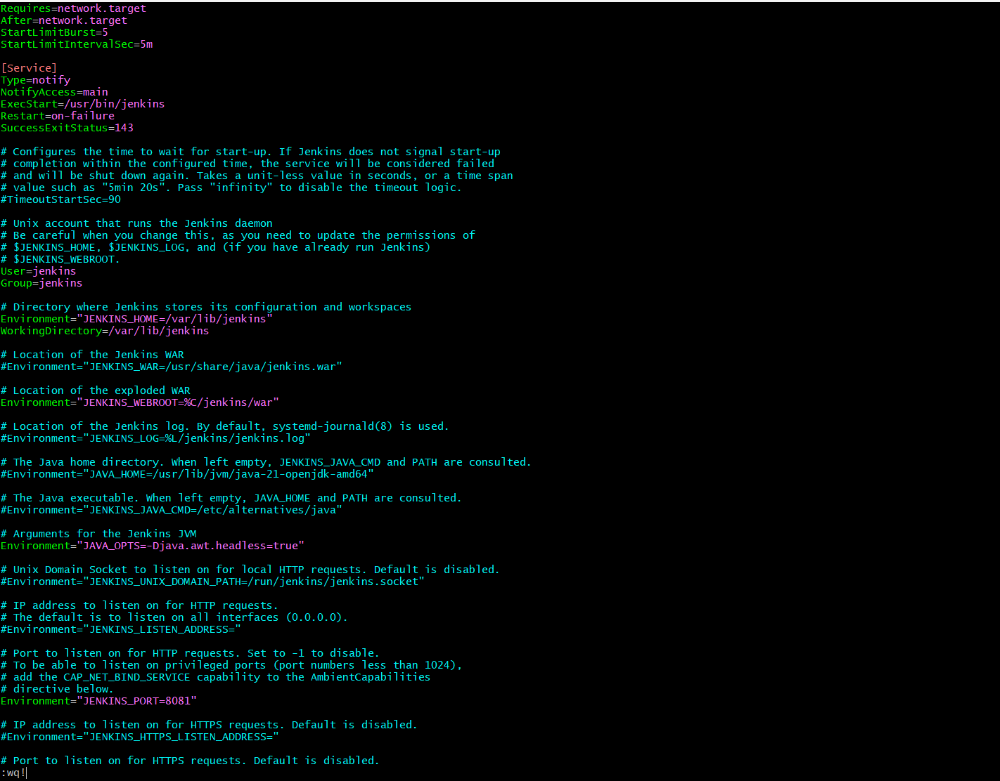 Requires=network.target
After=network.target
StartLimitBurst=5
StartLimitIntervalSec=5m
[Service]
Type=notify
NotifyAccess=main
ExecStart=/usr/bin/jenkins
Restart=on-failure
SuccessExitStatus=143
# Configures the time to wait for start-up. If Jenkins does not signal start-up
# completion within the configured time, the service will be considered failed
# and will be shut down again. Takes a unit-less value in seconds, or a time span
# value such as "5min 20s". Pass "infinity" to disable the timeout logic.
#TimeoutStartSec=90
# Unix account that runs the Jenkins daemon
# Be careful when you change this, as you need to update the permissions of
# $JENKINS_HOME, $JENKINS_LOG, and (if you have already run Jenkins)
# $JENKINS_WEBROOT.
User=jenkins
Group=jenkins
# Directory where Jenkins stores its configuration and workspaces
Environment="JENKINS_HOME=/var/lib/jenkins"
WorkingDirectory=/var/lib/jenkins
# Location of the Jenkins WAR
#Environment="JENKINS_WAR=/usr/share/java/jenkins.war"
# Location of the exploded WAR
Environment="JENKINS_WEBROOT=%C/jenkins/war"
# Location of the Jenkins log. By default, systemd-journald(8) is used.
#Environment="JENKINS_LOG=%L/jenkins/jenkins.log"
# The Java home directory. When left empty, JENKINS_JAVA_CMD and PATH are consulted.
#Environment="JAVA_HOME=/usr/lib/jvm/java-21-openjdk-amd64"
# The Java executable. When left empty, JAVA_HOME and PATH are consulted.
#Environment="JENKINS_JAVA_CMD=/etc/alternatives/java"
# Arguments for the Jenkins JVM
Environment="JAVA_OPTS=-Djava.awt.headless=true"
# Unix Domain Socket to listen on for local HTTP requests. Default is disabled.
#Environment="JENKINS_UNIX_DOMAIN_PATH=/run/jenkins/jenkins.socket"
# IP address to listen on for HTTP requests.
# The default is to listen on all interfaces (0.0.0.0).
#Environment="JENKINS_LISTEN_ADDRESS="
# Port to listen on for HTTP requests. Set to -1 to disable.
# To be able to listen on privileged ports (port numbers less than 1024),
# add the CAP_NET_BIND_SERVICE capability to the AmbientCapabilities
# directive below.
Environment="JENKINS_PORT=8081"
# IP address to listen on for HTTPS requests. Default is disabled.
#Environment="JENKINS_HTTPS_LISTEN_ADDRESS="
# Port to listen on for HTTPS requests. Default is disabled.
:wq!